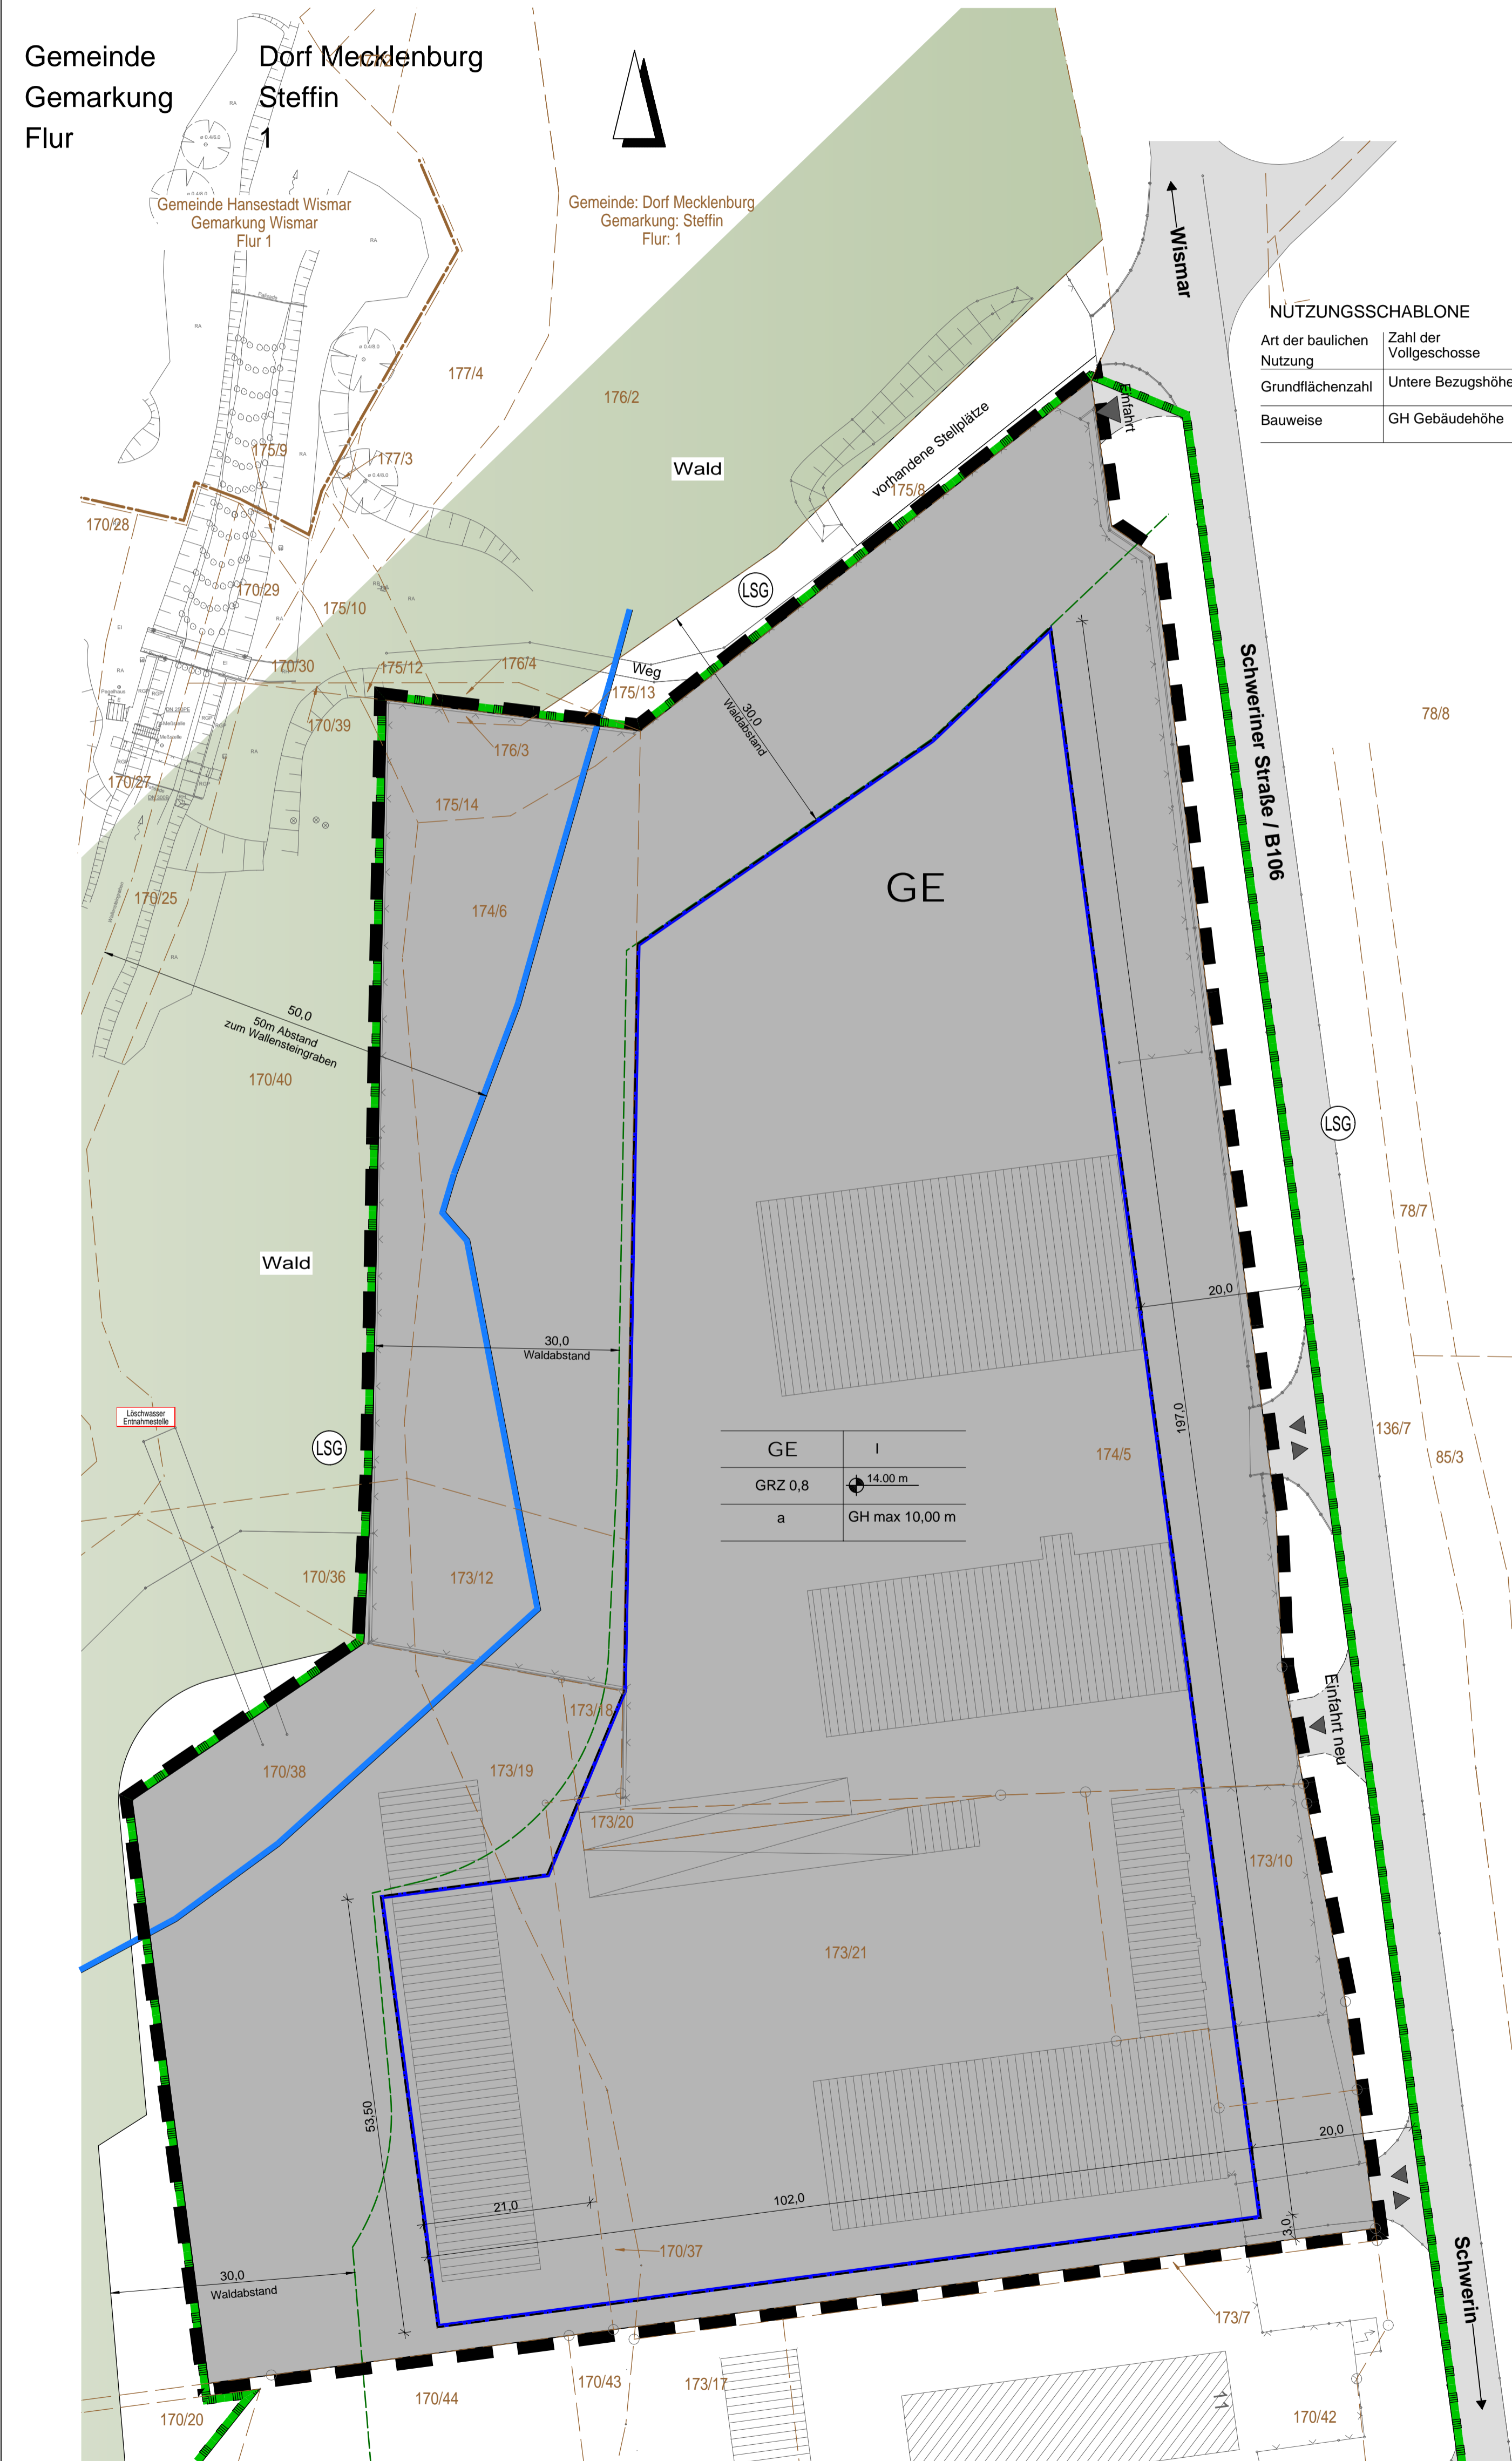 Gemeinde Dorf Mecklenburg
Gemarkung Steffin
Flur 1
177/2
Gemeinde Hansestadt Wismar
Gemarkung Wismar
Flur 1
Gemeinde: Dorf Mecklenburg
Gemarkung: Steffin
Flur: 1
Wismar
NUTZUNGSSCHABLONE
Art der baulichen
Nutzung
Zahl der
Vollgeschosse
Grundflächenzahl
Untere Bezugshöhe
Bauweise
GH Gebäudehöhe
Einfahrt
177/4
176/2
175/9
177/3
Wald
vorhandene Stellplätze
175/8
170/28
170/29
175/10
LSG
170/30
175/12
176/4
Weg
175/13
30,0
Waldabstand
170/39
176/3
170/27
175/14
Schweriner Straße / B106
78/8
GE
170/25
174/6
50,0
50m Abstand
zum Wallensteingraben
170/40
LSG
78/7
Wald
20,0
30,0
Waldabstand
197,0
Löschwasser
Entnahmestelle
LSG
136/7
85/3
174/5
GE I
GRZ 0,8 14.00 m
a GH max 10,00 m
170/36
173/12
Einfahrt neu
173/18
170/38
173/19
173/20
173/10
173/21
53,50
20,0
21,0
102,0
3,0
170/37
30,0
Waldabstand
Schwerin
173/7
170/43
173/17
170/44
11
170/20
170/42